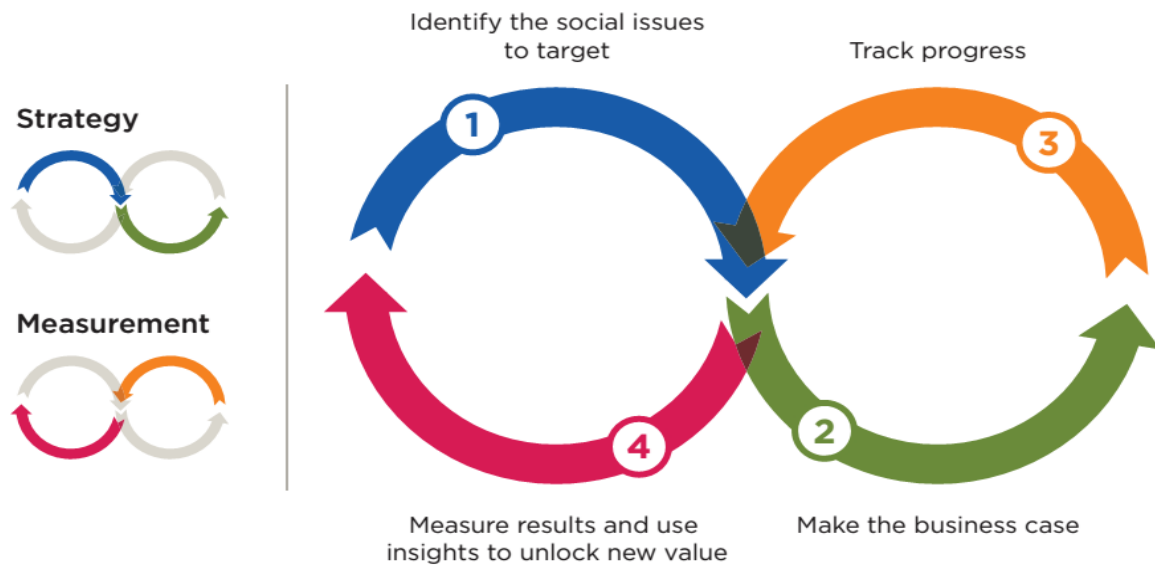 Strategy
Measurement
Identify the social issues
to target
1
Track progress
3
2
Make the business case
4
Measure results and use
insights to unlock new value